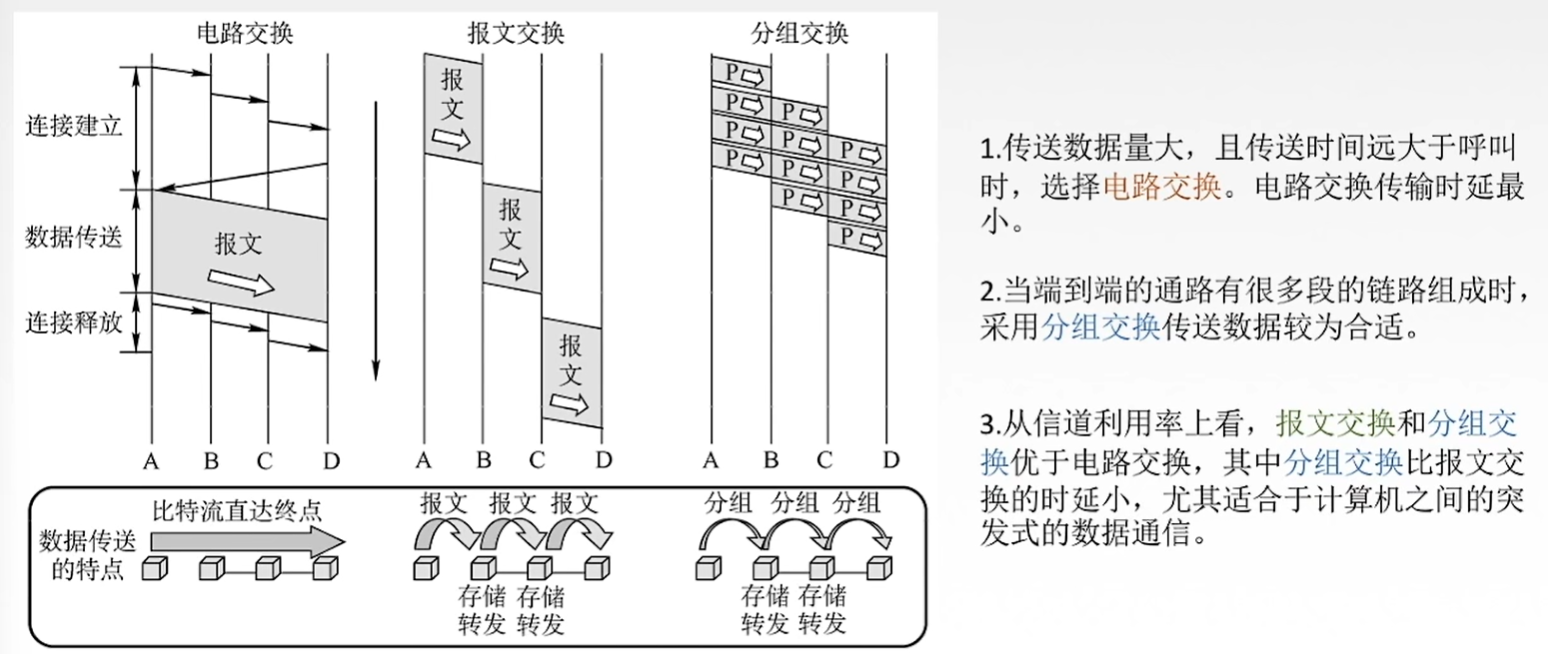 电路交换
报文交换
分组交换
连接建立
数据传送
连接释放
报文
报
文
报
文
报
文
P
P
P
P
P
P
P
P
P
P
P
P
A
B
C
D
A
B
C
D
A
B
C
D
数据传送
的特点
比特流直达终点
报文 报文 报文
存储 存储
转发 转发
分组 分组 分组
存储 存储
转发 转发
1.传送数据量大，且传送时间远大于呼叫
时，选择电路交换。电路交换传输时延最
小。
2.当端到端的通路有很多段的链路组成时，
采用分组交换传送数据较为合适。
3.从信道利用率上看，报文交换和分组交
换优于电路交换，其中分组交换比报文交
换的时延小，尤其适合于计算机之间的突
发式的数据通信。